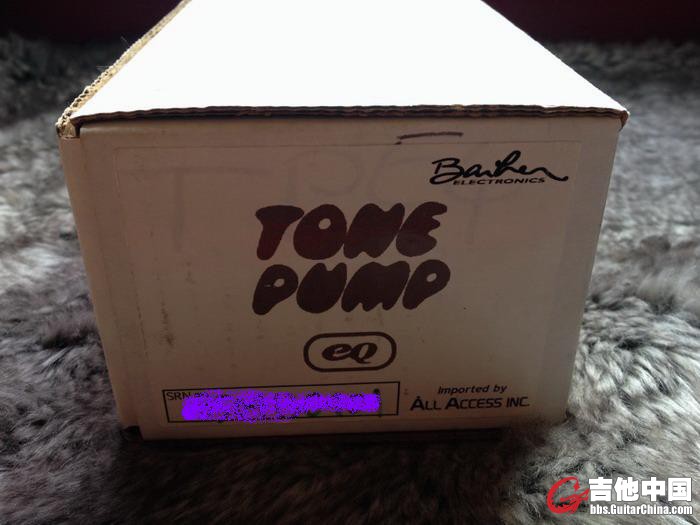 Barber
ELECTRONICS
TONE
PUMP
eQ
SRN
imported by
ALL ACCESS INC.
吉他中国
bbs.GuitarChina.com